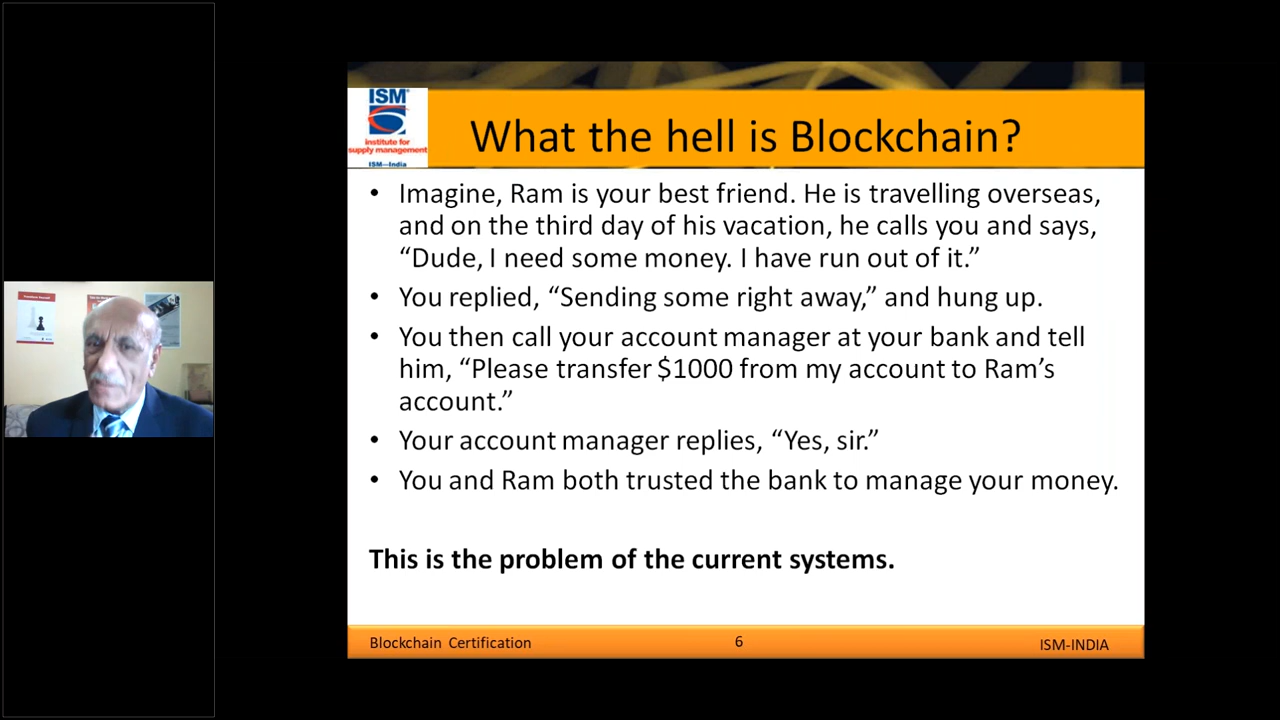 ISM®
institute for
supply management
ISM—India
What the hell is Blockchain?
• Imagine, Ram is your best friend. He is travelling overseas,
and on the third day of his vacation, he calls you and says,
“Dude, I need some money. I have run out of it.”
• You replied, “Sending some right away,” and hung up.
• You then call your account manager at your bank and tell
him, “Please transfer $1000 from my account to Ram’s
account.”
• Your account manager replies, “Yes, sir.”
• You and Ram both trusted the bank to manage your money.
This is the problem of the current systems.
Blockchain Certification
6
ISM-INDIA